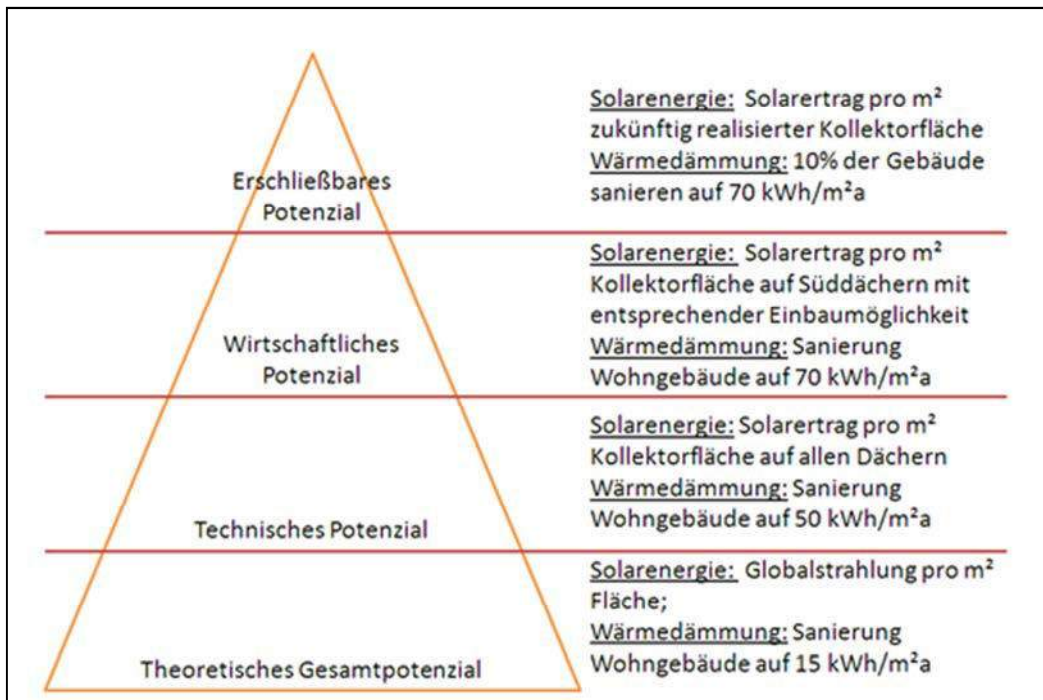 Erschließbares
Potenzial
Solarenergie: Solarertrag pro m²
zukünftig realisierter Kollektorfläche
Wärmedämmung: 10% der Gebäude
sanieren auf 70 kWh/m²a
Wirtschaftliches
Potenzial
Solarenergie: Solarertrag pro m²
Kollektorfläche auf Süddächern mit
entsprechender Einbaumöglichkeit
Wärmedämmung: Sanierung
Wohngebäude auf 70 kWh/m²a
Technisches Potenzial
Solarenergie: Solarertrag pro m²
Kollektorfläche auf allen Dächern
Wärmedämmung: Sanierung
Wohngebäude auf 50 kWh/m²a
Theoretisches Gesamtpotenzial
Solarenergie: Globalstrahlung pro m²
Fläche;
Wärmedämmung: Sanierung
Wohngebäude auf 15 kWh/m²a